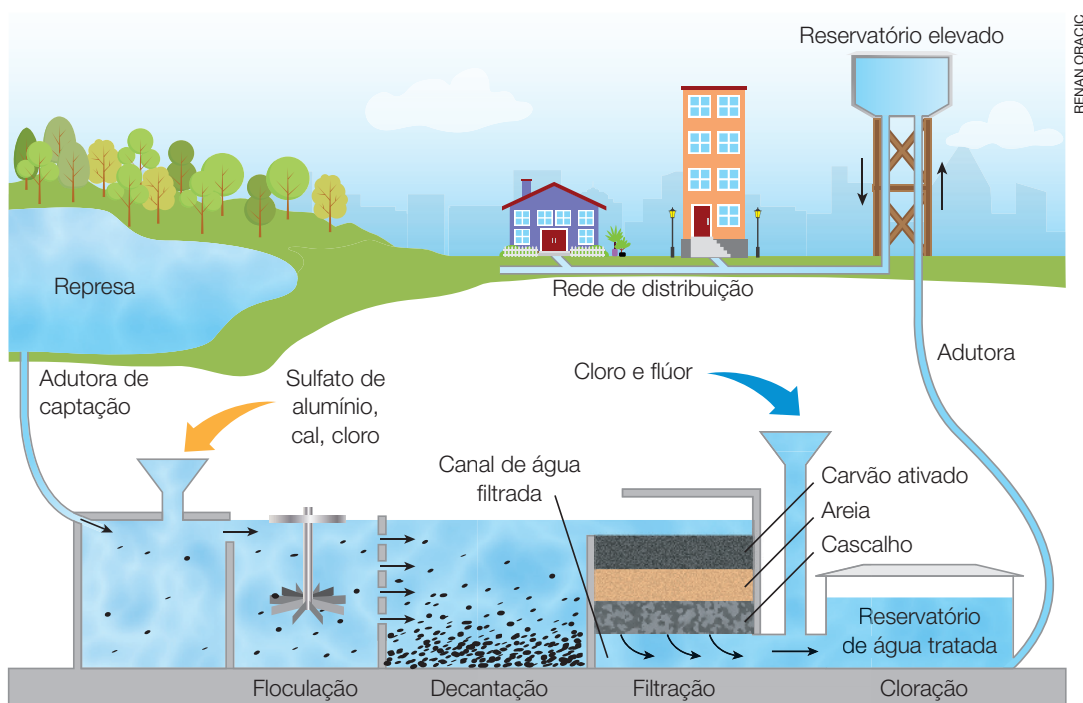 Reservatório elevado
RENAN ORACIC
Represa
Rede de distribuição
Adutora de
captação
Sulfato de
alumínio,
cal, cloro
Cloro e flúor
Adutora
Canal de água
filtrada
Carvão ativado
Areia
Cascalho
Reservatório
de água tratada
Floculação
Decantação
Filtração
Cloração